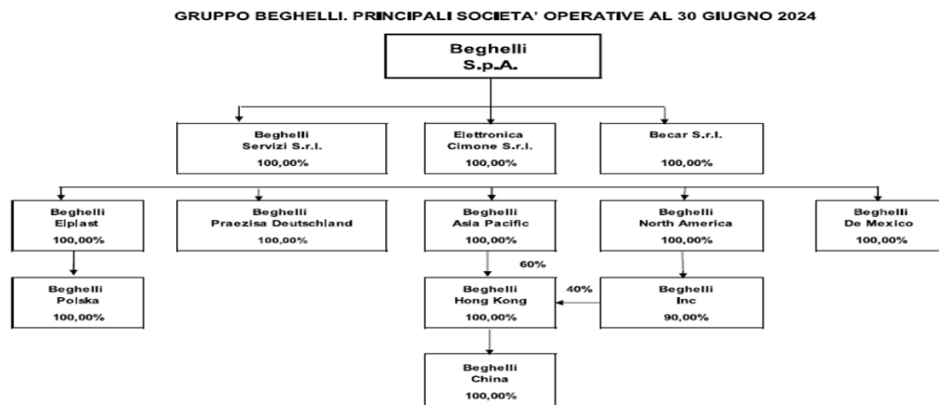 GRUPPO BEGHELLI. PRINCIPALI SOCIETA' OPERATIVE AL 30 GIUGNO 2024
Beghelli
S.p.A.
Beghelli
Servizi S.r.l.
100,00%
Elettronica
Cimone S.r.l.
100,00%
Becar S.r.l.
100,00%
Beghelli
Elplast
100,00%
Beghelli
Praezisa Deutschland
100,00%
Beghelli
Asia Pacific
100,00%
Beghelli
North America
100,00%
Beghelli
De Mexico
100,00%
60%
Beghelli
Polska
100,00%
Beghelli
Hong Kong
100,00%
40%
Beghelli
Inc
90,00%
Beghelli
China
100,00%